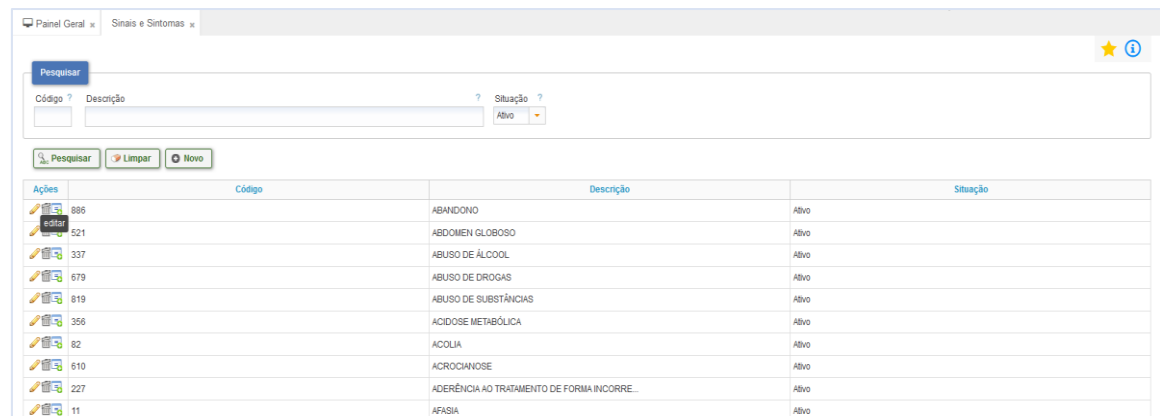 Painel Geral x Sinais e Sintomas x
Pesquisar
Código ? Descrição ? Situação ?
Ativo
Pesquisar Limpar Novo
Ações Código Descrição Situação
886 ABANDONO Ativo
editar
521 ABDOMEN GLOBOSO Ativo
337 ABUSO DE ÁLCOOL Ativo
679 ABUSO DE DROGAS Ativo
819 ABUSO DE SUBSTÂNCIAS Ativo
356 ACIDOSE METABÓLICA Ativo
82 ACOLIA Ativo
610 ACROCIANOSE Ativo
227 ADERÊNCIA AO TRATAMENTO DE FORMA INCORRE... Ativo
11 AFASIA Ativo